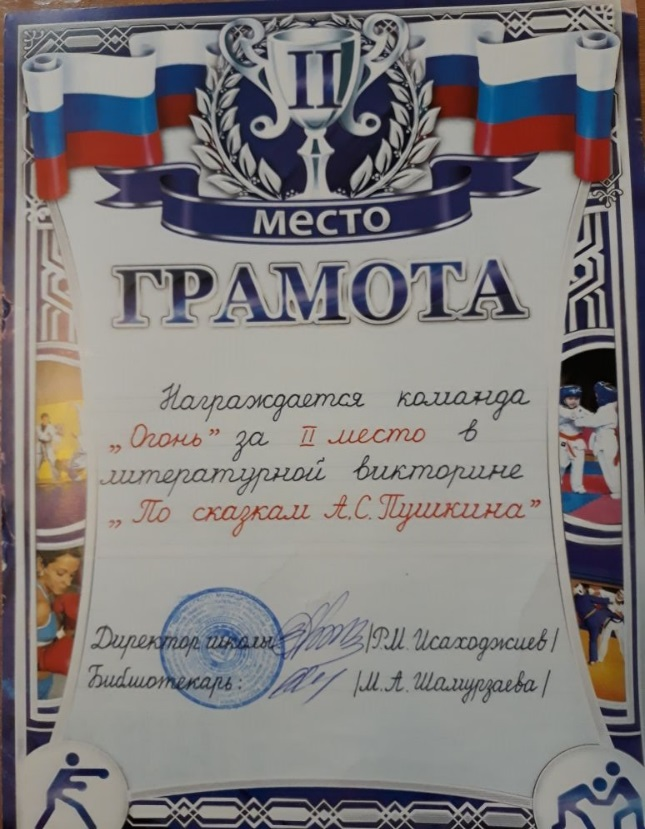 II
место
ГРАМОТА
Награждается команда
„Огонь” за II место в
литературной викторине
„По сказкам А.С.Пушкина”
Директор школы: /Р.М. Исаходжиев/
Библиотекарь: /М.А. Шамурзаева/